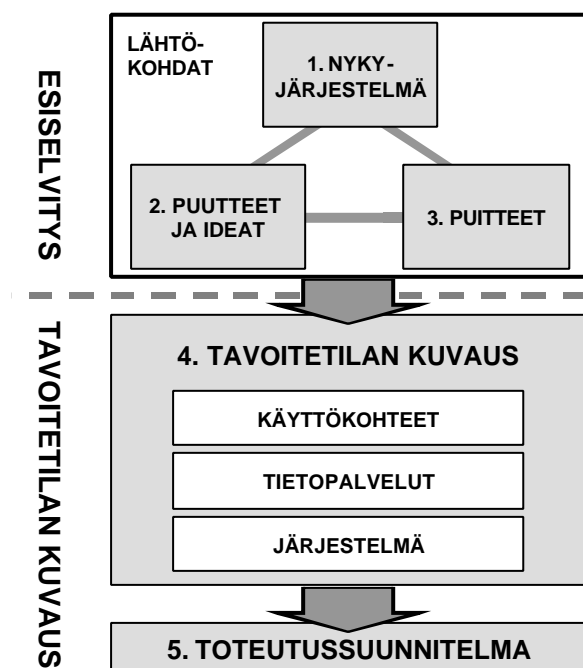 ESISELVITYS
LÄHTÖ-
KOHDAT
1. NYKY-
JÄRJESTELMÄ
2. PUUTTEET
JA IDEAT
3. PUITTEET
TAVOITETILAN KUVAUS
4. TAVOITETILAN KUVAUS
KÄYTTÖKOHTEET
TIETOPALVELUT
JÄRJESTELMÄ
5. TOTEUTUSSUUNNITELMA